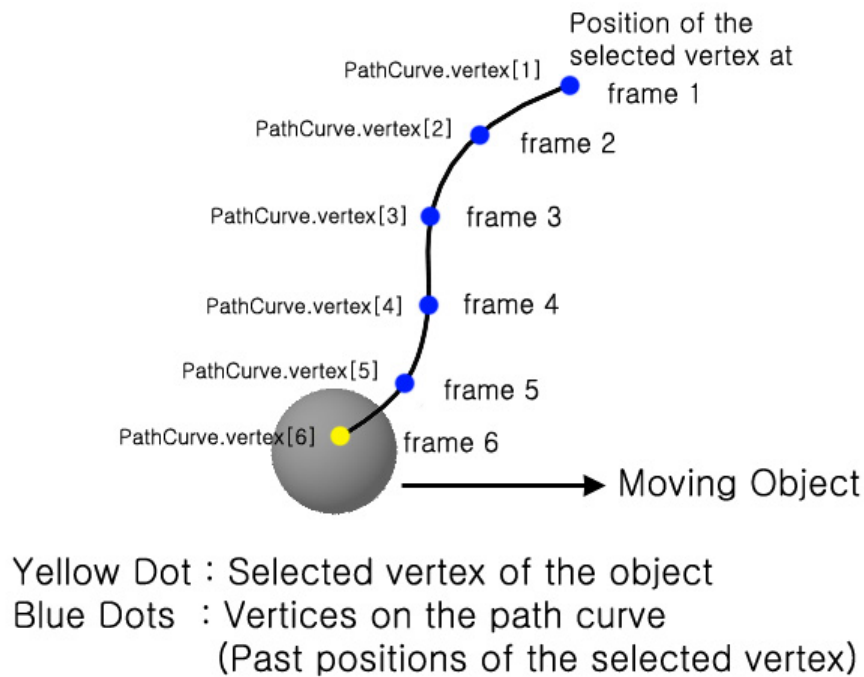 Position of the
selected vertex at
PathCurve.vertex[1]
frame 1
PathCurve.vertex[2]
frame 2
PathCurve.vertex[3]
frame 3
PathCurve.vertex[4]
frame 4
PathCurve.vertex[5]
frame 5
PathCurve.vertex[6]
frame 6
Moving Object
Yellow Dot : Selected vertex of the object
Blue Dots : Vertices on the path curve
(Past positions of the selected vertex)